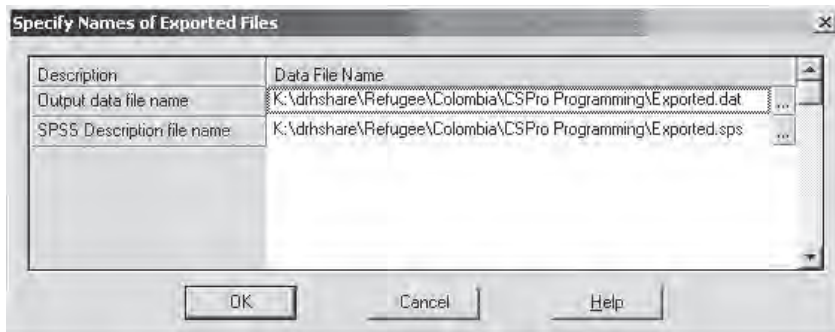 Specify Names of Exported Files
Description Data File Name
Output data file name K:\drhshare\Refugee\Colombia\CSPro Programming\Exported.dat ...
SPSS Description file name K:\drhshare\Refugee\Colombia\CSPro Programming\Exported.sps ...
OK Cancel Help